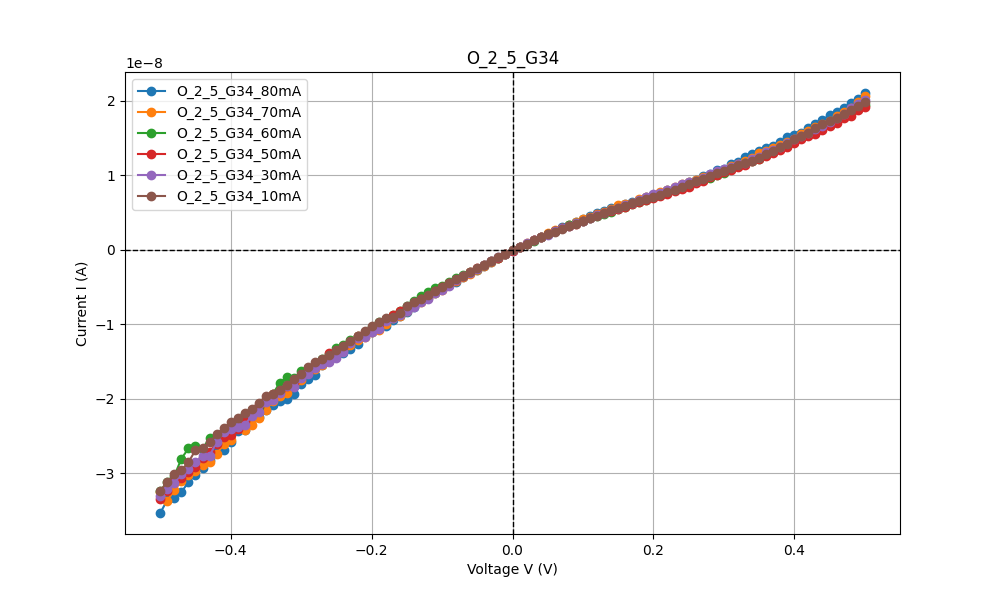 O_2_5_G34
1e−8
O_2_5_G34_80mA
O_2_5_G34_70mA
O_2_5_G34_60mA
O_2_5_G34_50mA
O_2_5_G34_30mA
O_2_5_G34_10mA
2
1
0
−1
−2
−3
Current I (A)
−0.4
−0.2
0.0
0.2
0.4
Voltage V (V)